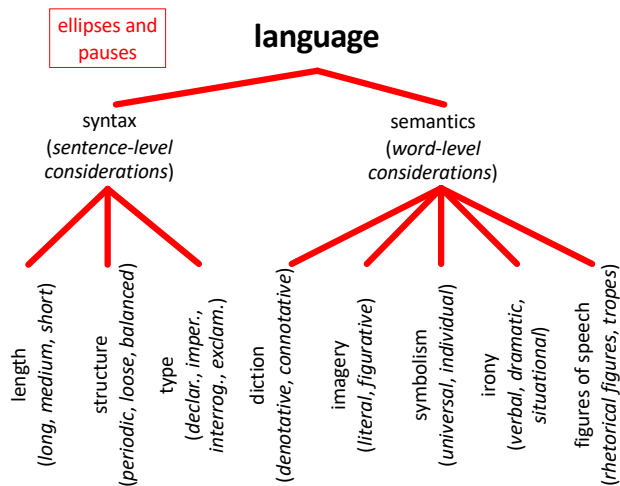 ellipses and
pauses
language
syntax
(sentence-level
considerations)
semantics
(word-level
considerations)
length
(long, medium, short)
structure
(periodic, loose, balanced)
type
(declar., imper.,
interrog., exclam.)
diction
(denotative, connotative)
imagery
(literal, figurative)
symbolism
(universal, individual)
irony
(verbal, dramatic,
situational)
figures of speech
(rhetorical figures, tropes)